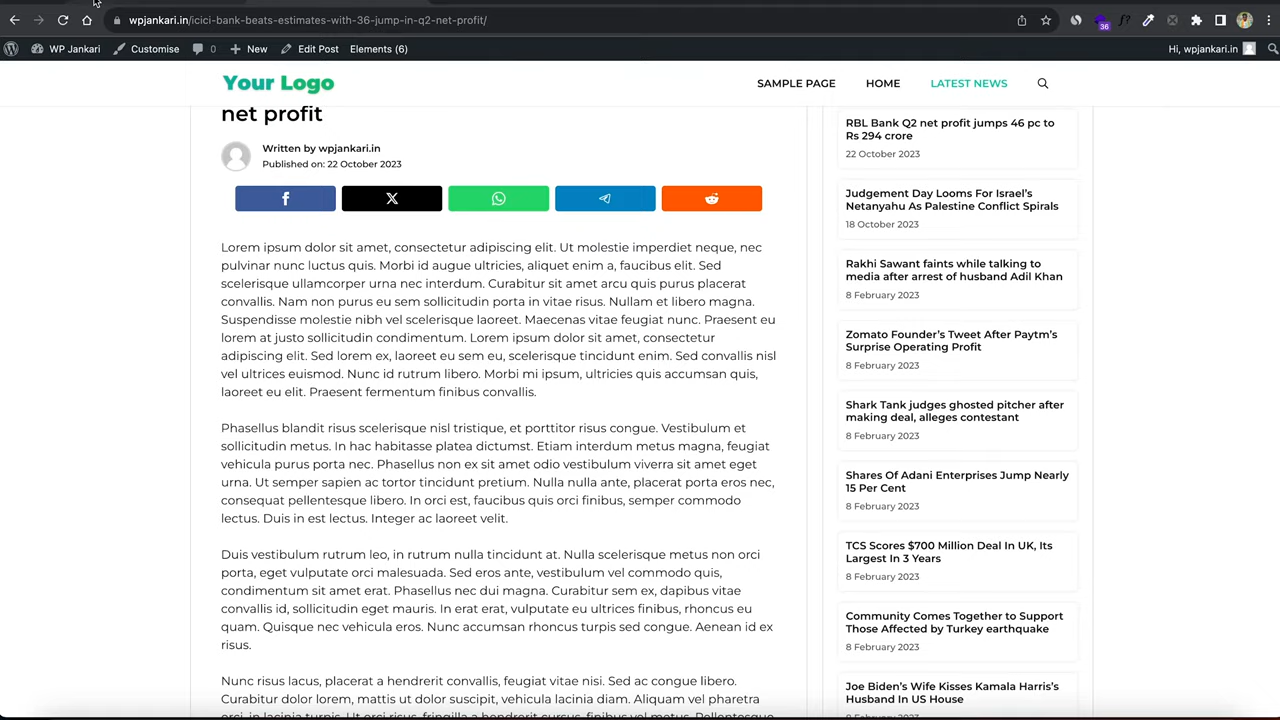 wpjankari.in/icici-bank-beats-estimates-with-36-jump-in-q2-net-profit/
36
WP Jankari
Customise
0
New
Edit Post
Elements (6)
Hi, wpjankari.in
Your Logo
SAMPLE PAGE
HOME
LATEST NEWS
net profit
Written by wpjankari.in
Published on: 22 October 2023
Lorem ipsum dolor sit amet, consectetur adipiscing elit. Ut molestie imperdiet neque, nec
pulvinar nunc luctus quis. Morbi id augue ultricies, aliquet enim a, faucibus elit. Sed
scelerisque ullamcorper urna nec interdum. Curabitur sit amet arcu quis purus placerat
convallis. Nam non purus eu sem sollicitudin porta in vitae risus. Nullam et libero magna.
Suspendisse molestie nibh vel scelerisque laoreet. Maecenas vitae feugiat nunc. Praesent eu
lorem at justo sollicitudin condimentum. Lorem ipsum dolor sit amet, consectetur
adipiscing elit. Sed lorem ex, laoreet eu sem eu, scelerisque tincidunt enim. Sed convallis nisl
vel ultrices euismod. Nunc id rutrum libero. Morbi mi ipsum, ultricies quis accumsan quis,
laoreet eu elit. Praesent fermentum finibus convallis.
Phasellus blandit risus scelerisque nisl tristique, et porttitor risus congue. Vestibulum et
sollicitudin metus. In hac habitasse platea dictumst. Etiam interdum metus magna, feugiat
vehicula purus porta nec. Phasellus non ex sit amet odio vestibulum viverra sit amet eget
urna. Ut semper sapien ac tortor tincidunt pretium. Nulla nulla ante, placerat porta eros nec,
consequat pellentesque libero. In orci est, faucibus quis orci finibus, semper commodo
lectus. Duis in est lectus. Integer ac laoreet velit.
Duis vestibulum rutrum leo, in rutrum nulla tincidunt at. Nulla scelerisque metus non orci
porta, eget vulputate orci malesuada. Sed eros ante, vestibulum vel commodo quis,
condimentum sit amet erat. Phasellus nec dui magna. Curabitur sem ex, dapibus vitae
convallis id, sollicitudin eget mauris. In erat erat, vulputate eu ultrices finibus, rhoncus eu
quam. Quisque nec vehicula eros. Nunc accumsan rhoncus turpis sed congue. Aenean id ex
risus.
Nunc risus lacus, placerat a hendrerit convallis, feugiat vitae nisi. Sed ac congue libero.
Curabitur dolor lorem, mattis ut dolor suscipit, vehicula lacinia diam. Aliquam vel pharetra
RBL Bank Q2 net profit jumps 46 pc to
Rs 294 crore
22 October 2023
Judgement Day Looms For Israel's
Netanyahu As Palestine Conflict Spirals
18 October 2023
Rakhi Sawant faints while talking to
media after arrest of husband Adil Khan
8 February 2023
Zomato Founder's Tweet After Paytm's
Surprise Operating Profit
8 February 2023
Shark Tank judges ghosted pitcher after
making deal, alleges contestant
8 February 2023
Shares Of Adani Enterprises Jump Nearly
15 Per Cent
8 February 2023
TCS Scores $700 Million Deal In UK, Its
Largest In 3 Years
8 February 2023
Community Comes Together to Support
Those Affected by Turkey earthquake
8 February 2023
Joe Biden's Wife Kisses Kamala Harris's
Husband In US House